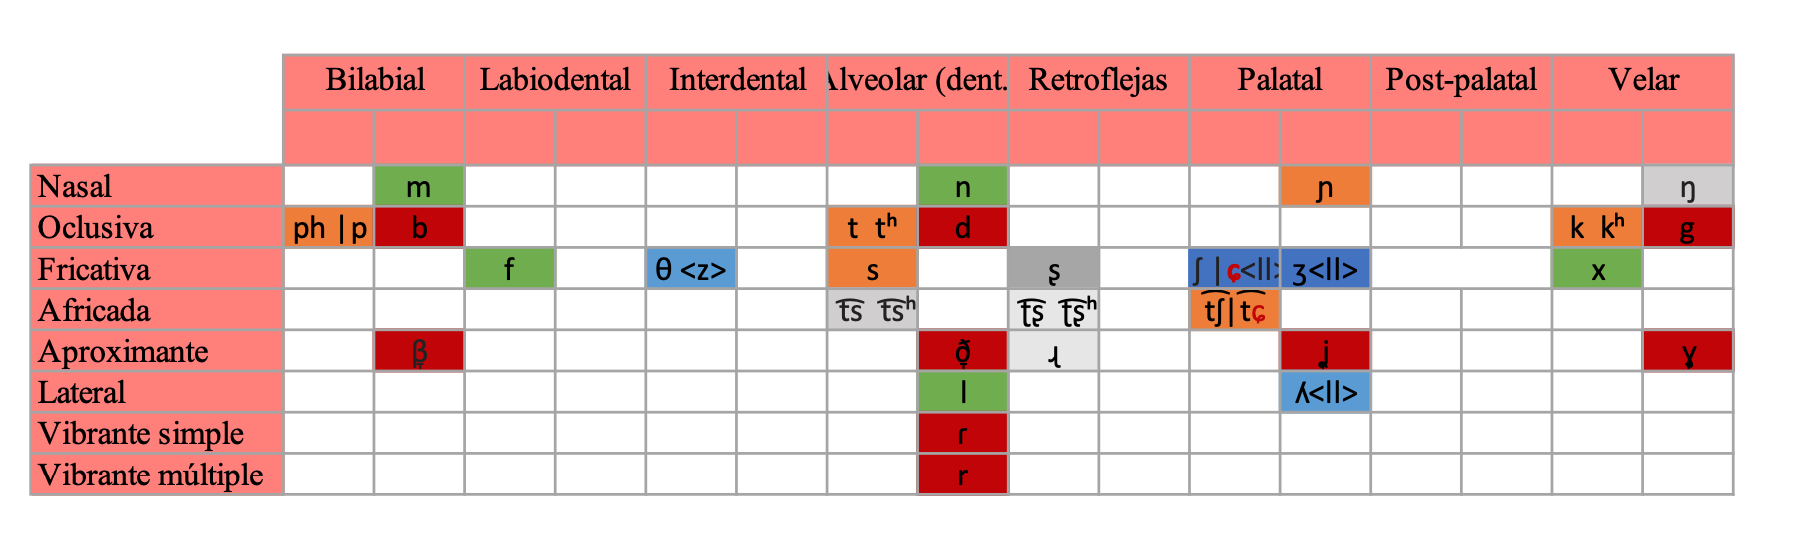 Bilabial Labiodental Interdental Alveolar (dent. Retroflejas Palatal Post-palatal Velar
Nasal m n ɲ ŋ
Oclusiva ph |p b t tʰ d k kʰ g
Fricativa f θ <z> s ʂ ʃ |ɕ<ll> ʒ<ll> x
Africada t͡s t͡sʰ ʈ͡ʂ ʈ͡ʂʰ t͡ʃ|t͡ɕ
Aproximante β̞ ð̞ ɻ ʝ̞ ɣ̞
Lateral l ʎ<ll>
Vibrante simple ɾ
Vibrante múltiple r